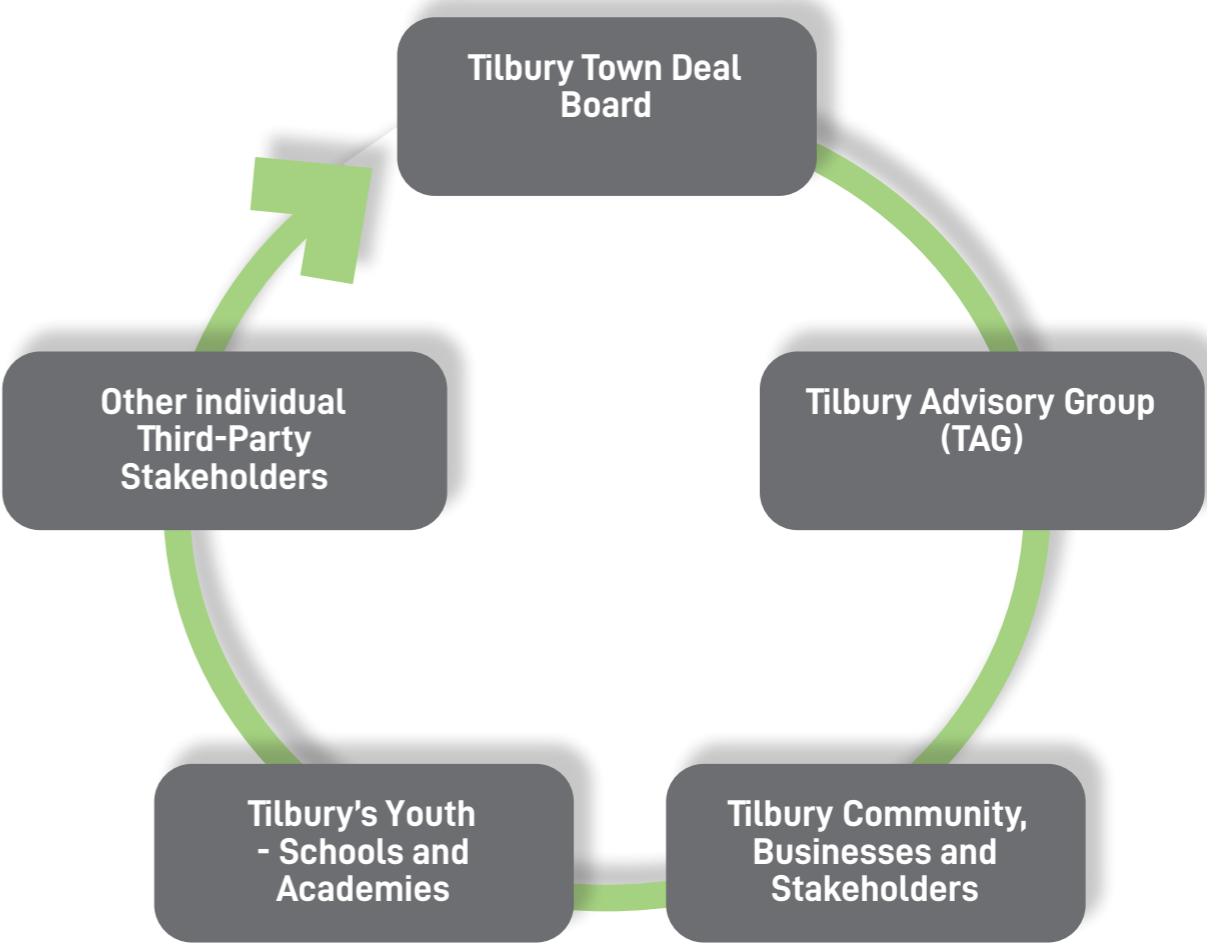 Tilbury Town Deal
Board
Tilbury Advisory Group
(TAG)
Tilbury Community,
Businesses and
Stakeholders
Tilbury’s Youth
- Schools and
Academies
Other individual
Third-Party
Stakeholders